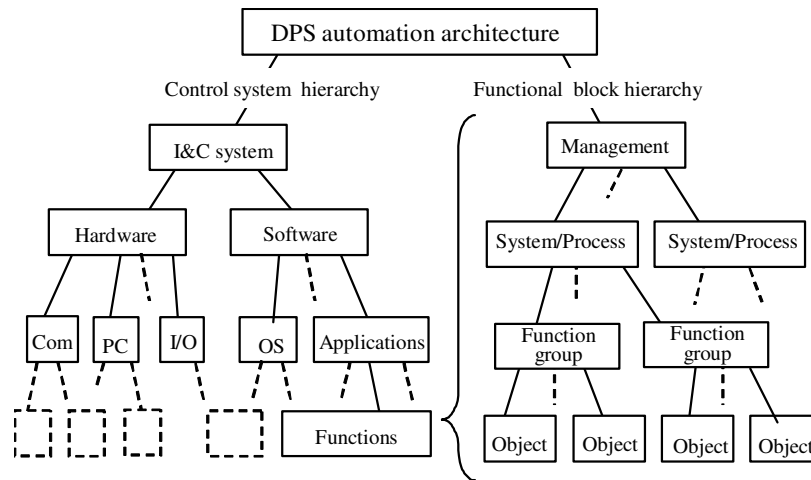 DPS automation architecture
Control system hierarchy
Functional block hierarchy
I&C system
Management
Hardware
Software
System/Process
System/Process
Com
PC
I/O
OS
Applications
Function
group
Function
group
Functions
Object
Object
Object
Object